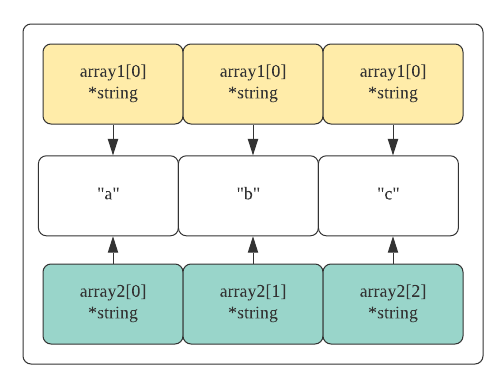 array1[0]
*string
array1[0]
*string
array1[0]
*string
"a"
"b"
"c"
array2[0]
*string
array2[1]
*string
array2[2]
*string